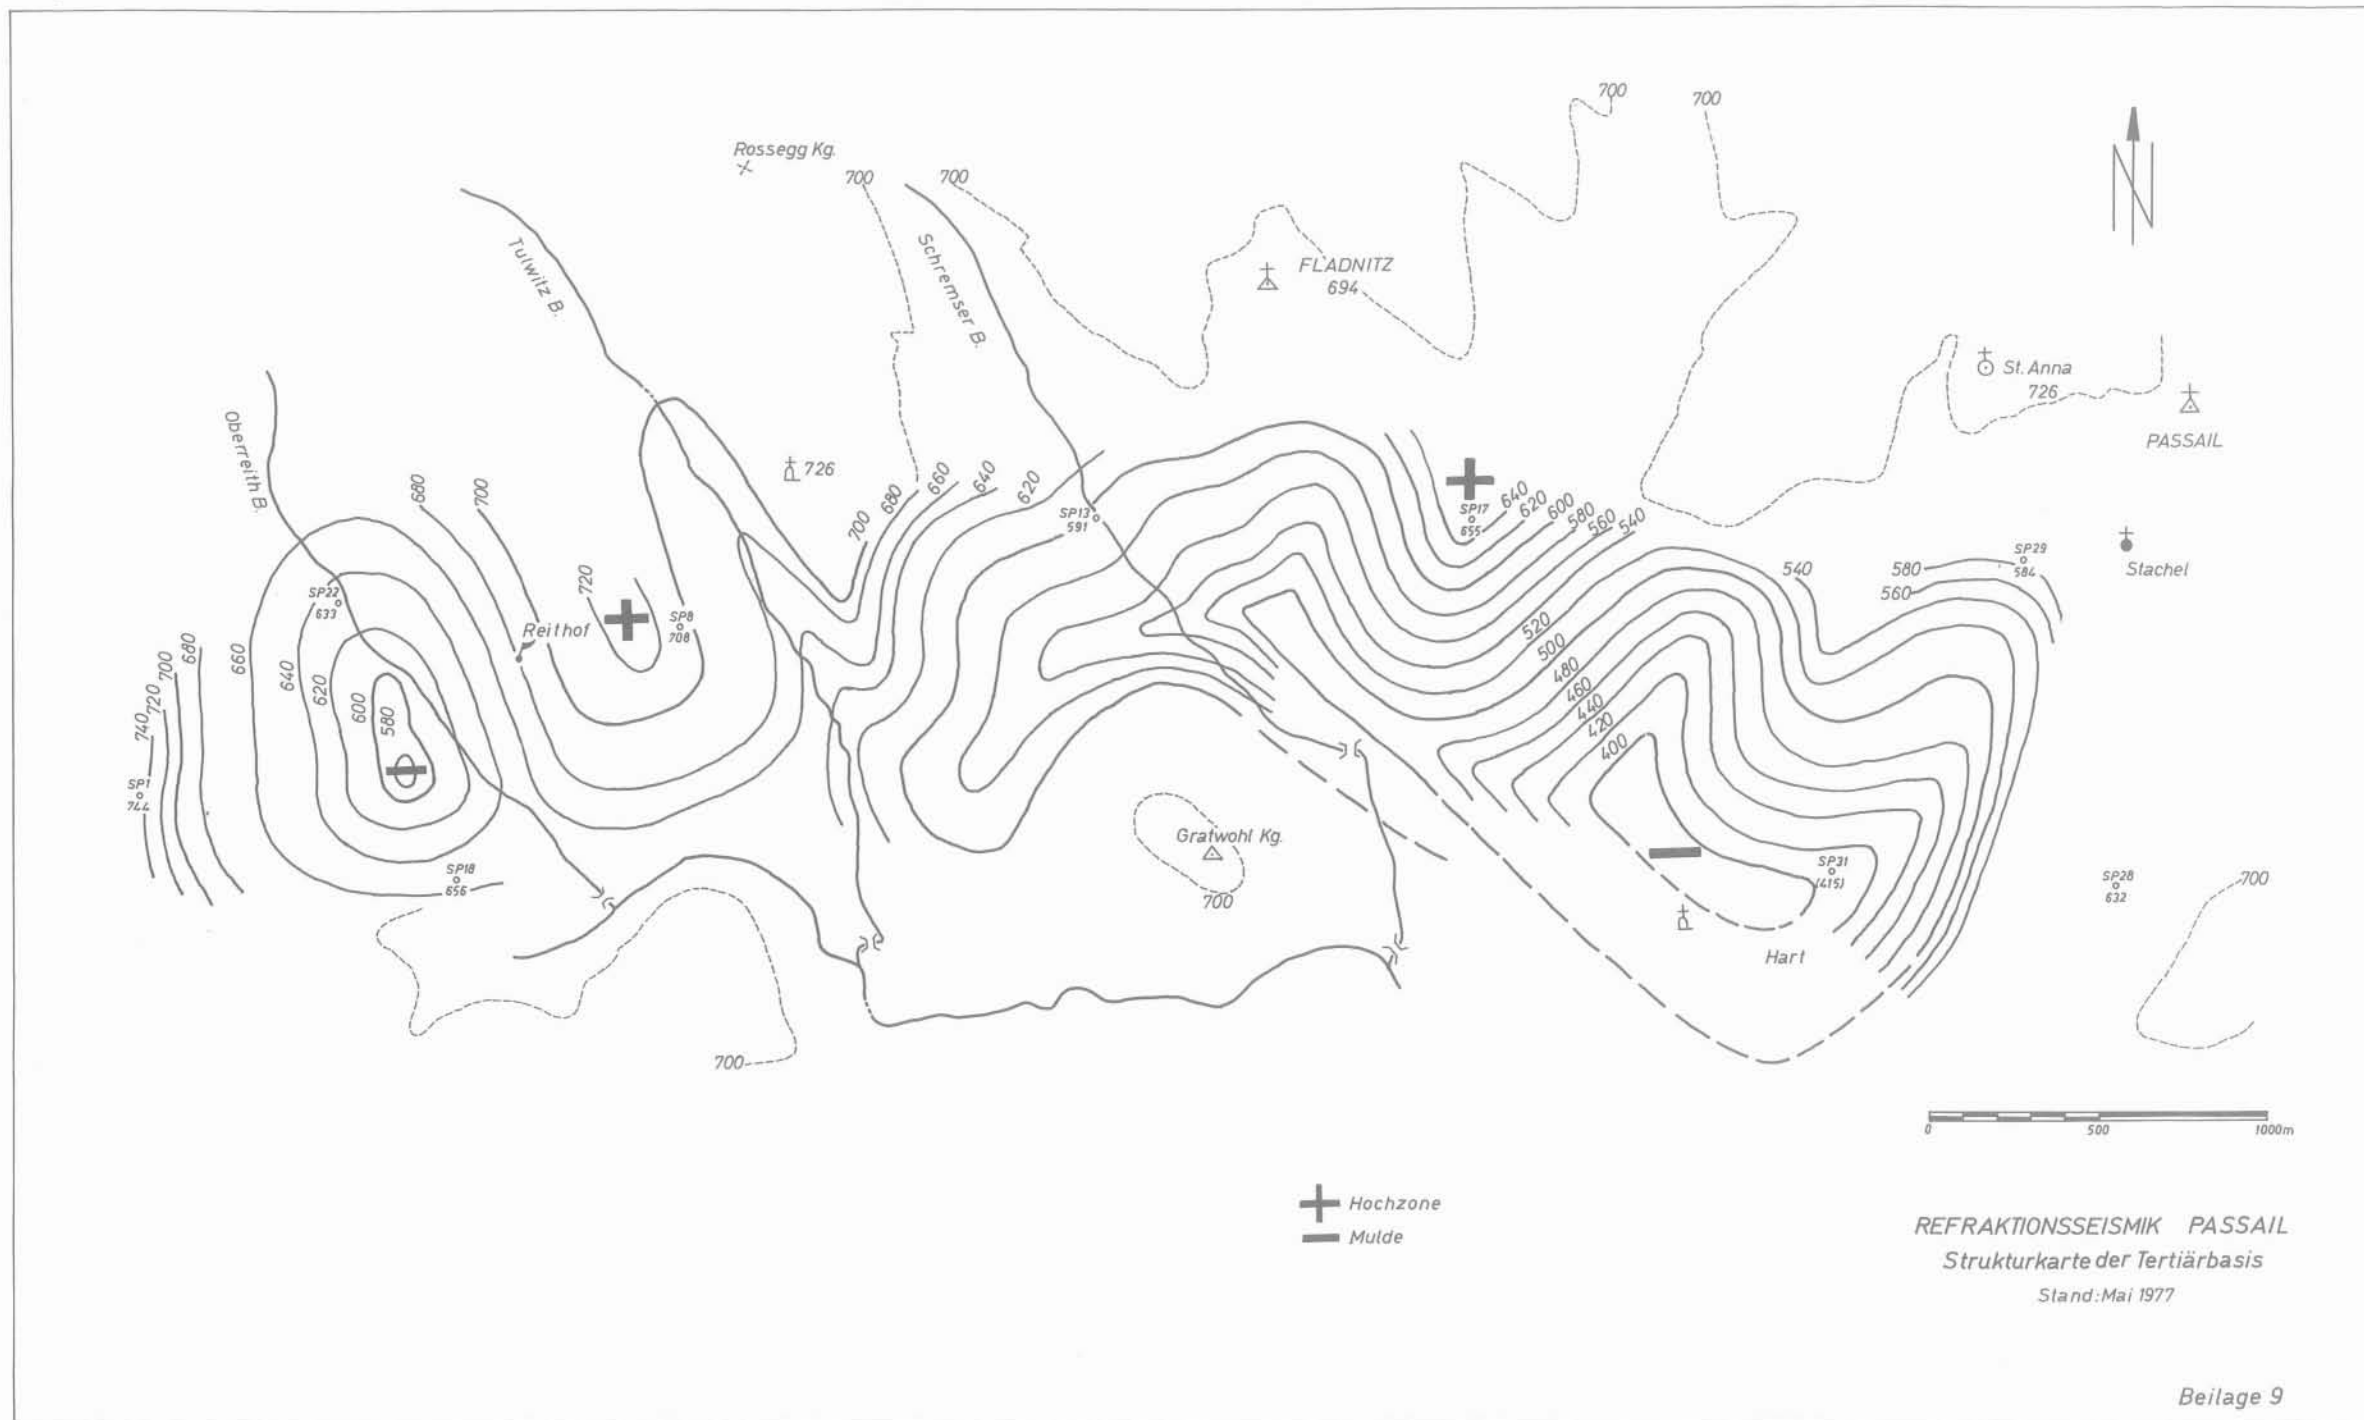 700
700
Rossegg Kg.
700
700
Tulwitz B.
Schremser B.
FLADNITZ
694
N
St. Anna
726
PASSAIL
Oberreith B.
680
700
726
700
680
660
640
620
SP13
591
SP17
655
640
620
600
580
560
540
540
580
560
SP29
584
Stachel
SP22
633
Reithof
720
SP8
708
520
500
480
460
440
420
400
740
720
700
680
660
640
620
600
580
SP1
744
SP18
656
Gratwohl Kg.
700
SP31
(415)
SP28
632
700
Hart
700
0 500 1000m
Hochzone
Mulde
REFRAKTIONSSEISMIK PASSAIL
Strukturkarte der Tertiärbasis
Stand: Mai 1977
Beilage 9